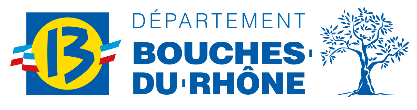 13
DÉPARTEMENT
BOUCHES·
DU·RHÔNE